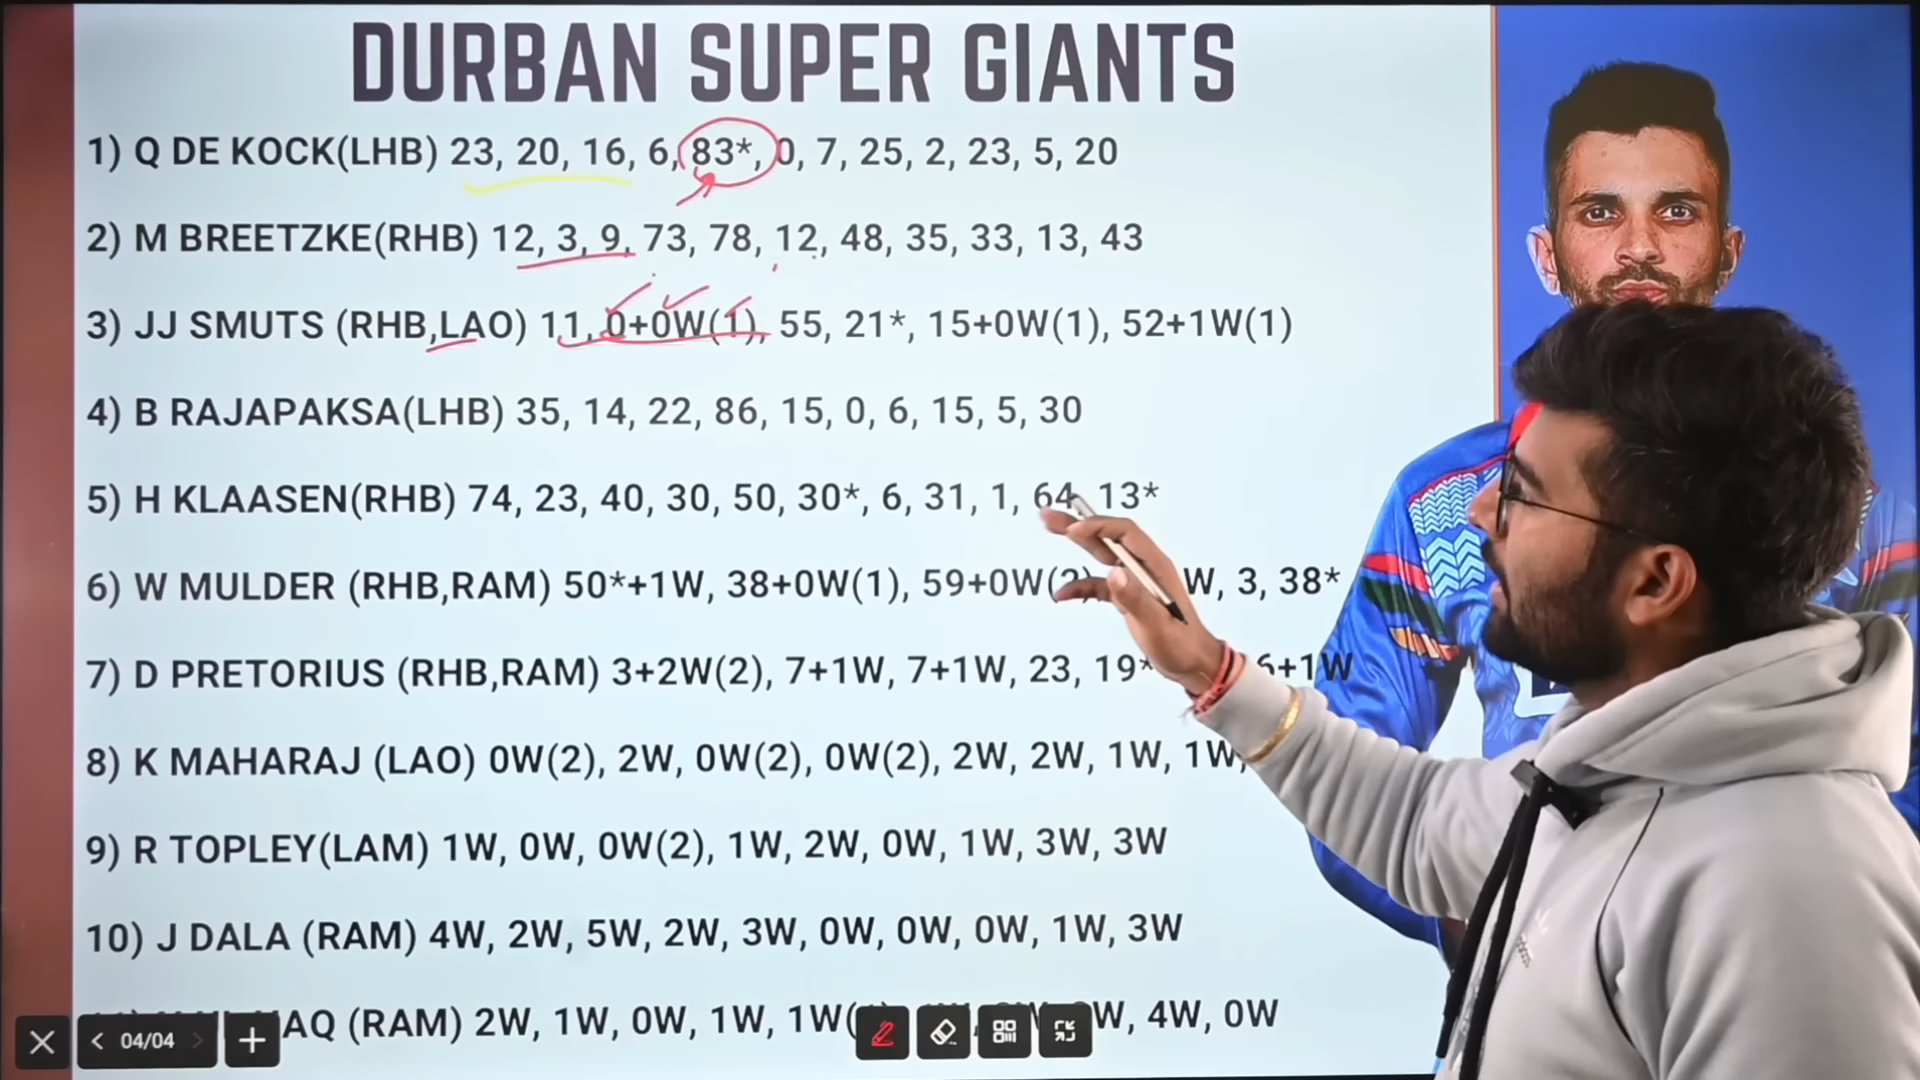 DURBAN SUPER GIANTS
1) Q DE KOCK(LHB) 23, 20, 16, 6, 83*, 0, 7, 25, 2, 23, 5, 20
2) M BREETZKE(RHB) 12, 3, 9, 73, 78, 12, 48, 35, 33, 13, 43
3) JJ SMUTS (RHB,LAO) 11, 0+0W(1), 55, 21*, 15+0W(1), 52+1W(1)
4) B RAJAPAKSA(LHB) 35, 14, 22, 86, 15, 0, 6, 15, 5, 30
5) H KLAASEN(RHB) 74, 23, 40, 30, 50, 30*, 6, 31, 1, 64, 13*
6) W MULDER (RHB,RAM) 50*+1W, 38+0W(1), 59+0W(2) W, 3, 38*
7) D PRETORIUS (RHB,RAM) 3+2W(2), 7+1W, 7+1W, 23, 19* 6+1W
8) K MAHARAJ (LAO) 0W(2), 2W, 0W(2), 0W(2), 2W, 2W, 1W, 1W,
9) R TOPLEY(LAM) 1W, 0W, 0W(2), 1W, 2W, 0W, 1W, 3W, 3W
10) J DALA (RAM) 4W, 2W, 5W, 2W, 3W, 0W, 0W, 0W, 1W, 3W
AQ (RAM) 2W, 1W, 0W, 1W, 1W( W, 4W, 0W
04/04